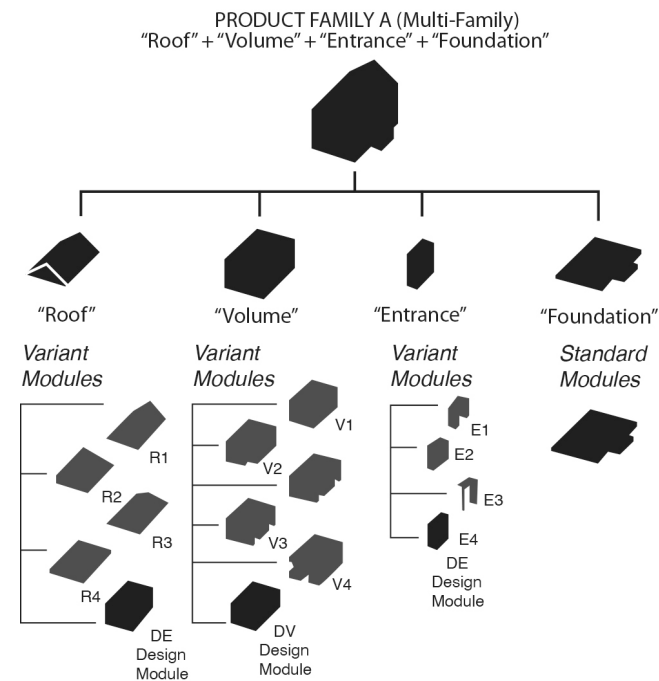 PRODUCT FAMILY A (Multi-Family)
“Roof” + “Volume” + “Entrance” + “Foundation”
“Roof”
“Volume”
“Entrance”
“Foundation”
Variant
Modules
R1
R2
R3
R4
DE
Design
Module
Variant
Modules
V1
V2
V3
V4
DV
Design
Module
Variant
Modules
E1
E2
E3
E4
DE
Design
Module
Standard
Modules